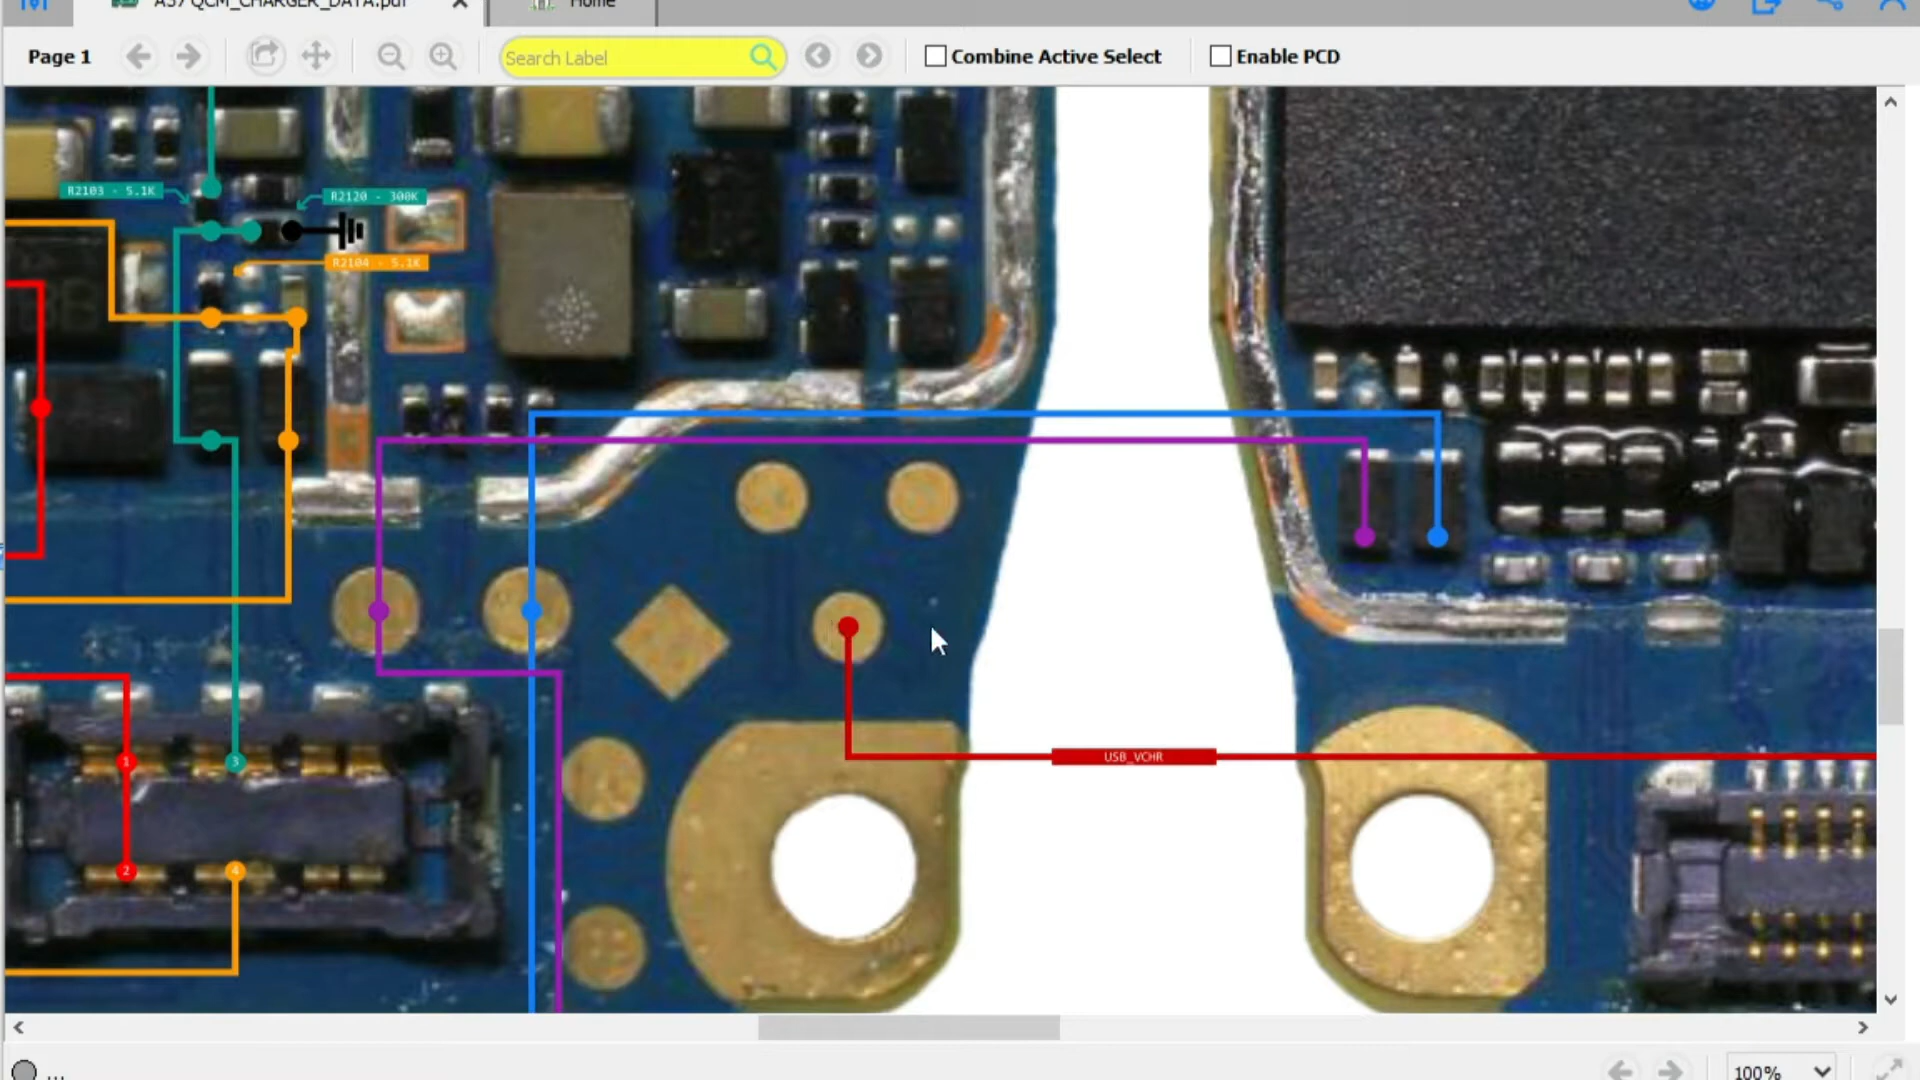 A57 QCM_CHARGER_DATA.pdf
Home
Page 1
Search Label
Combine Active Select
Enable PCD
R2103 - 5.1K
R2120 - 300K
R2104 - 5.1K
USB_VCHR
1
3
2
4
...
100%